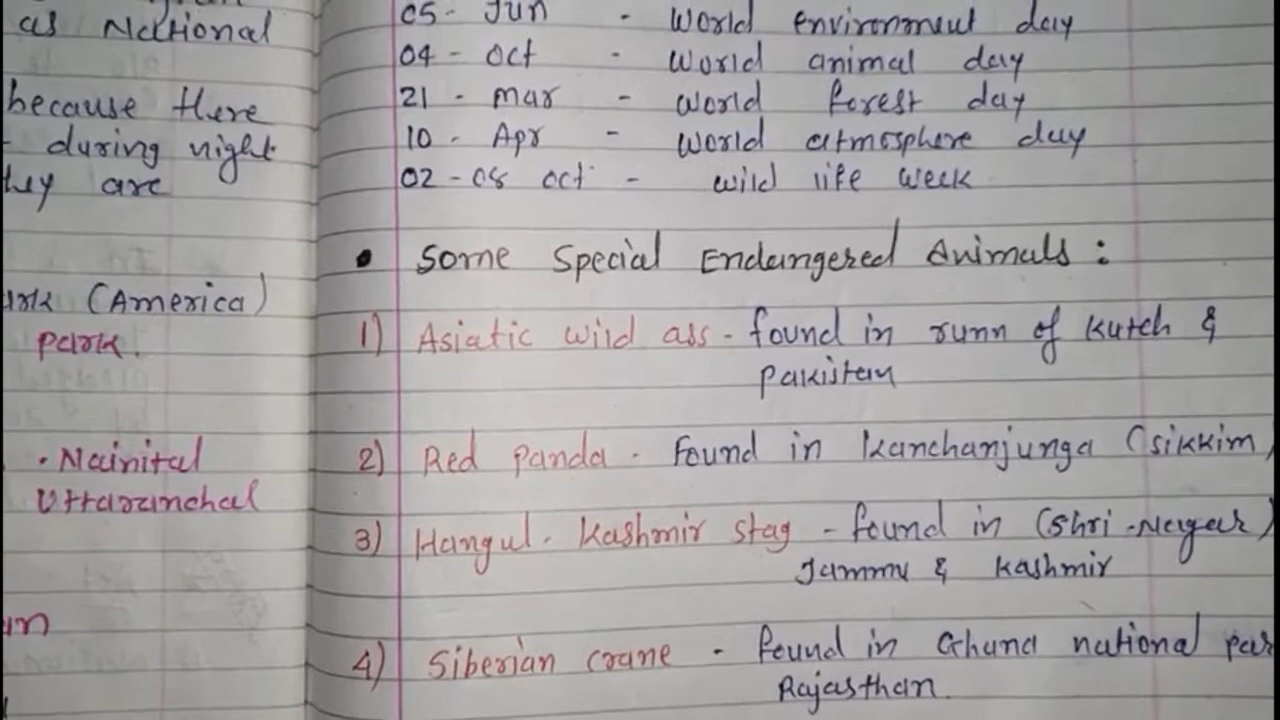 as National
because there
during night
they are
(America)
park.
• Nainital
Uttaranchal
05 - Jun - World environment day
04 - Oct - World animal day
21 - Mar - World forest day
10 - Apr - World atmosphere day
02 - 08 Oct - wild life week
• Some Special Endangered Animals :
1) Asiatic wild ass - found in runn of Kutch &
Pakistan
2) Red Panda - Found in Kanchanjunga (Sikkim)
3) Hangul - Kashmir stag - found in (Shri-Nagar)
Jammu & Kashmir
4) Siberian crane - found in Ghana national par
Rajasthan